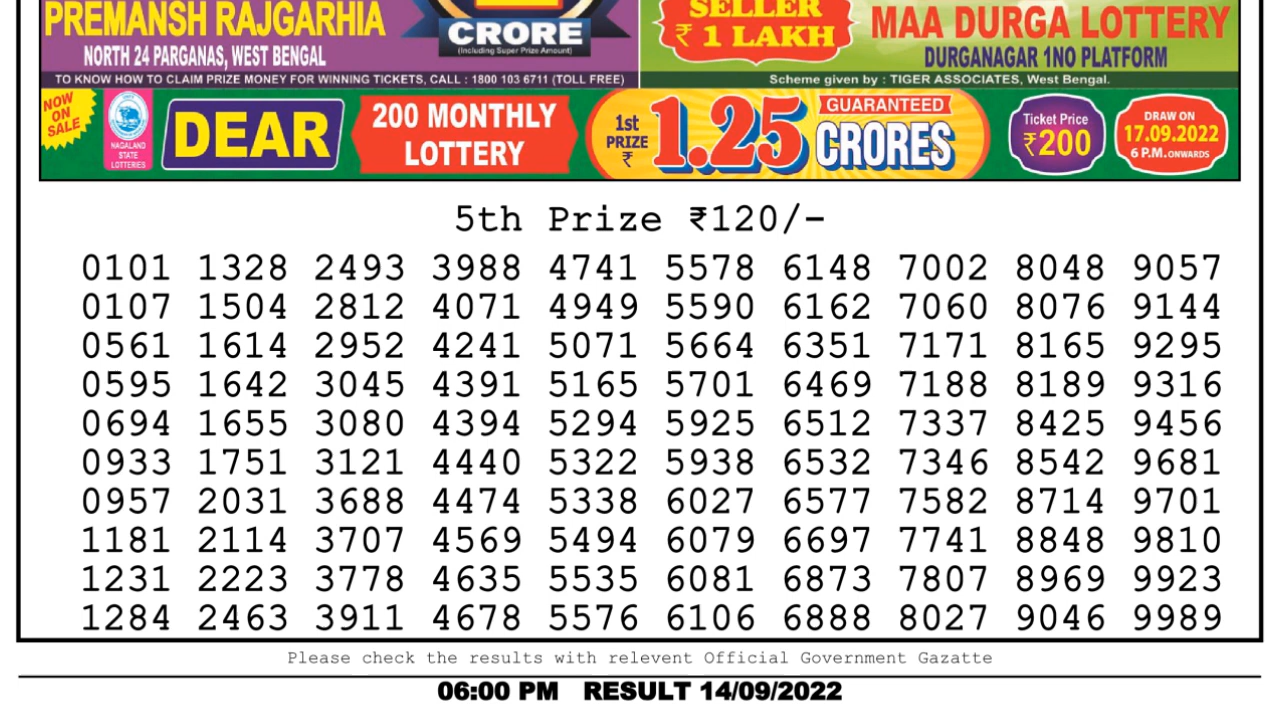 PREMANSH RAJGARHIA
NORTH 24 PARGANAS, WEST BENGAL
CRORE
(Including Super Prize Amount)
SELLER
₹ 1 LAKH
MAA DURGA LOTTERY
DURGANAGAR 1NO PLATFORM
TO KNOW HOW TO CLAIM PRIZE MONEY FOR WINNING TICKETS, CALL : 1800 103 6711 (TOLL FREE)
Scheme given by : TIGER ASSOCIATES, West Bengal.
NOW
ON
SALE
NAGALAND
STATE
LOTTERIES
DEAR
200 MONTHLY
LOTTERY
1st
PRIZE
₹
1.25
GUARANTEED
CRORES
Ticket Price
₹200
DRAW ON
17.09.2022
6 P.M. ONWARDS
5th Prize ₹120/-
0101 1328 2493 3988 4741 5578 6148 7002 8048 9057
0107 1504 2812 4071 4949 5590 6162 7060 8076 9144
0561 1614 2952 4241 5071 5664 6351 7171 8165 9295
0595 1642 3045 4391 5165 5701 6469 7188 8189 9316
0694 1655 3080 4394 5294 5925 6512 7337 8425 9456
0933 1751 3121 4440 5322 5938 6532 7346 8542 9681
0957 2031 3688 4474 5338 6027 6577 7582 8714 9701
1181 2114 3707 4569 5494 6079 6697 7741 8848 9810
1231 2223 3778 4635 5535 6081 6873 7807 8969 9923
1284 2463 3911 4678 5576 6106 6888 8027 9046 9989
Please check the results with relevent Official Government Gazatte
06:00 PM RESULT 14/09/2022